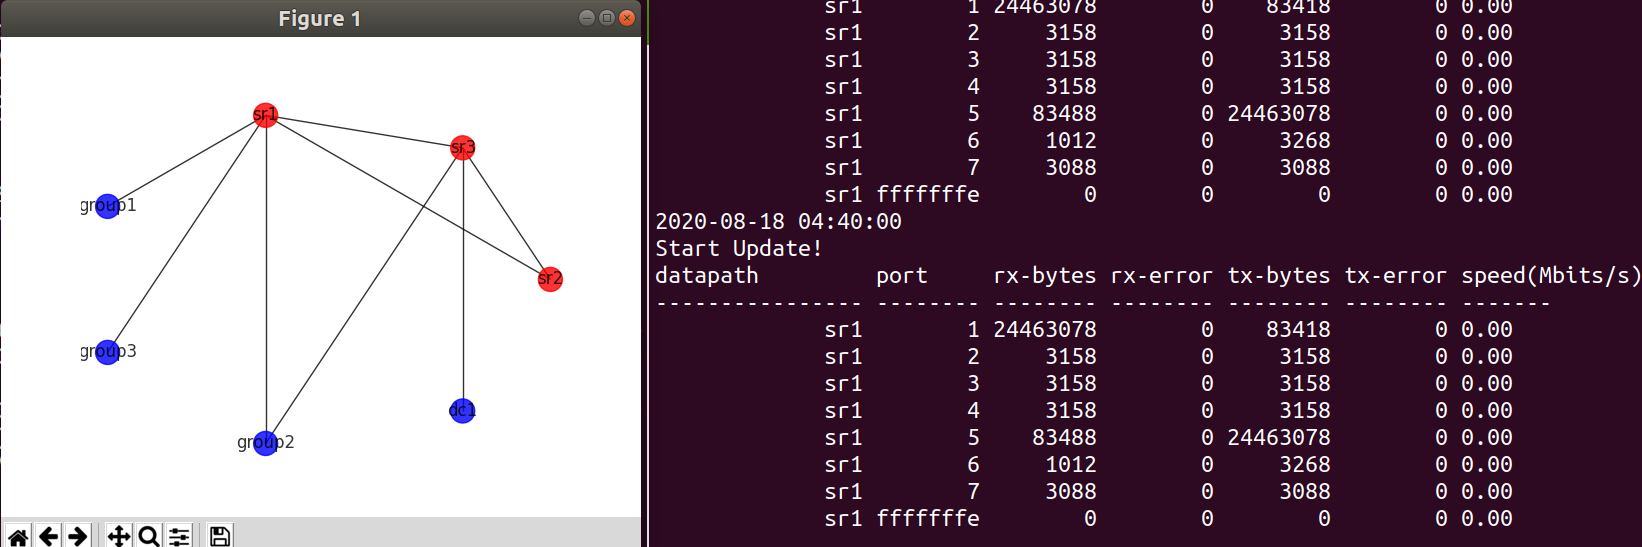 Figure 1
sr1
sr3
group1
sr2
group3
dc1
group2
sr1 1 24463078 0 83418 0 0.00
sr1 2 3158 0 3158 0 0.00
sr1 3 3158 0 3158 0 0.00
sr1 4 3158 0 3158 0 0.00
sr1 5 83488 0 24463078 0 0.00
sr1 6 1012 0 3268 0 0.00
sr1 7 3088 0 3088 0 0.00
sr1 fffffffe 0 0 0 0 0.00
2020-08-18 04:40:00
Start Update!
datapath port rx-bytes rx-error tx-bytes tx-error speed(Mbits/s)
---------------- -------- -------- -------- -------- -------- -------
sr1 1 24463078 0 83418 0 0.00
sr1 2 3158 0 3158 0 0.00
sr1 3 3158 0 3158 0 0.00
sr1 4 3158 0 3158 0 0.00
sr1 5 83488 0 24463078 0 0.00
sr1 6 1012 0 3268 0 0.00
sr1 7 3088 0 3088 0 0.00
sr1 fffffffe 0 0 0 0 0.00